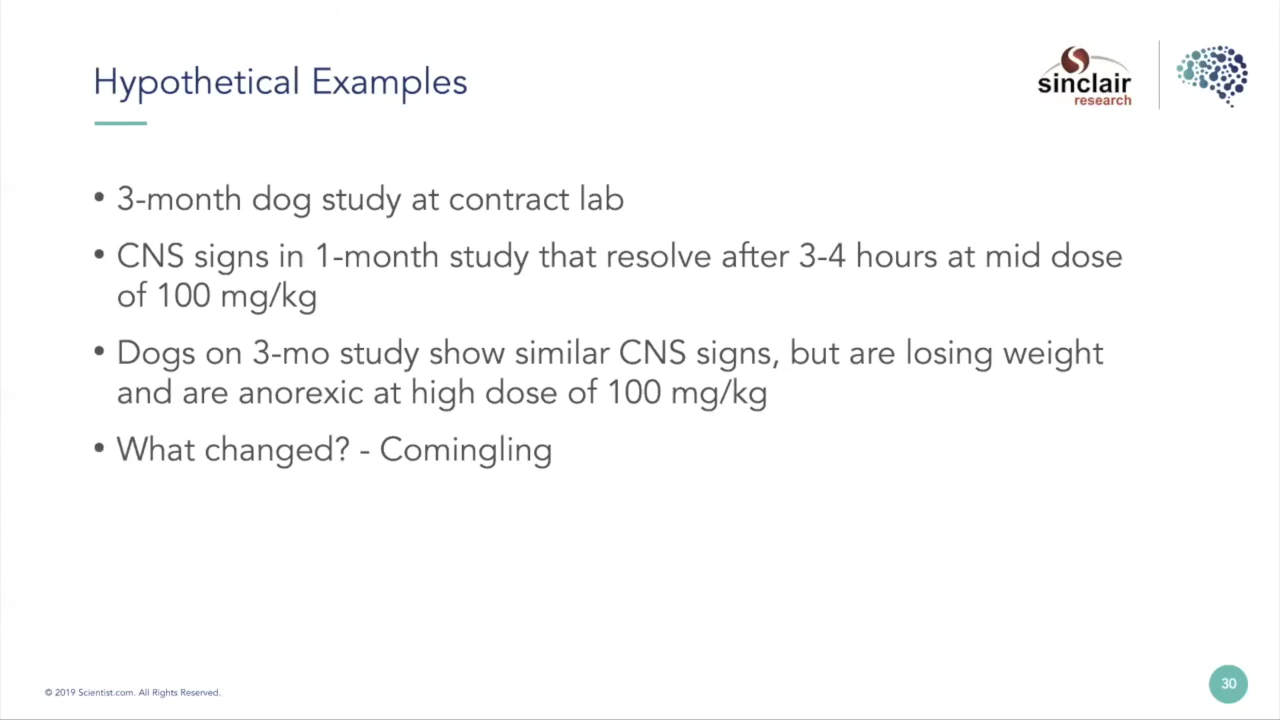 Hypothetical Examples
sinclair
research
• 3-month dog study at contract lab
• CNS signs in 1-month study that resolve after 3-4 hours at mid dose
of 100 mg/kg
• Dogs on 3-mo study show similar CNS signs, but are losing weight
and are anorexic at high dose of 100 mg/kg
• What changed? - Comingling
© 2019 Scientist.com. All Rights Reserved.
30